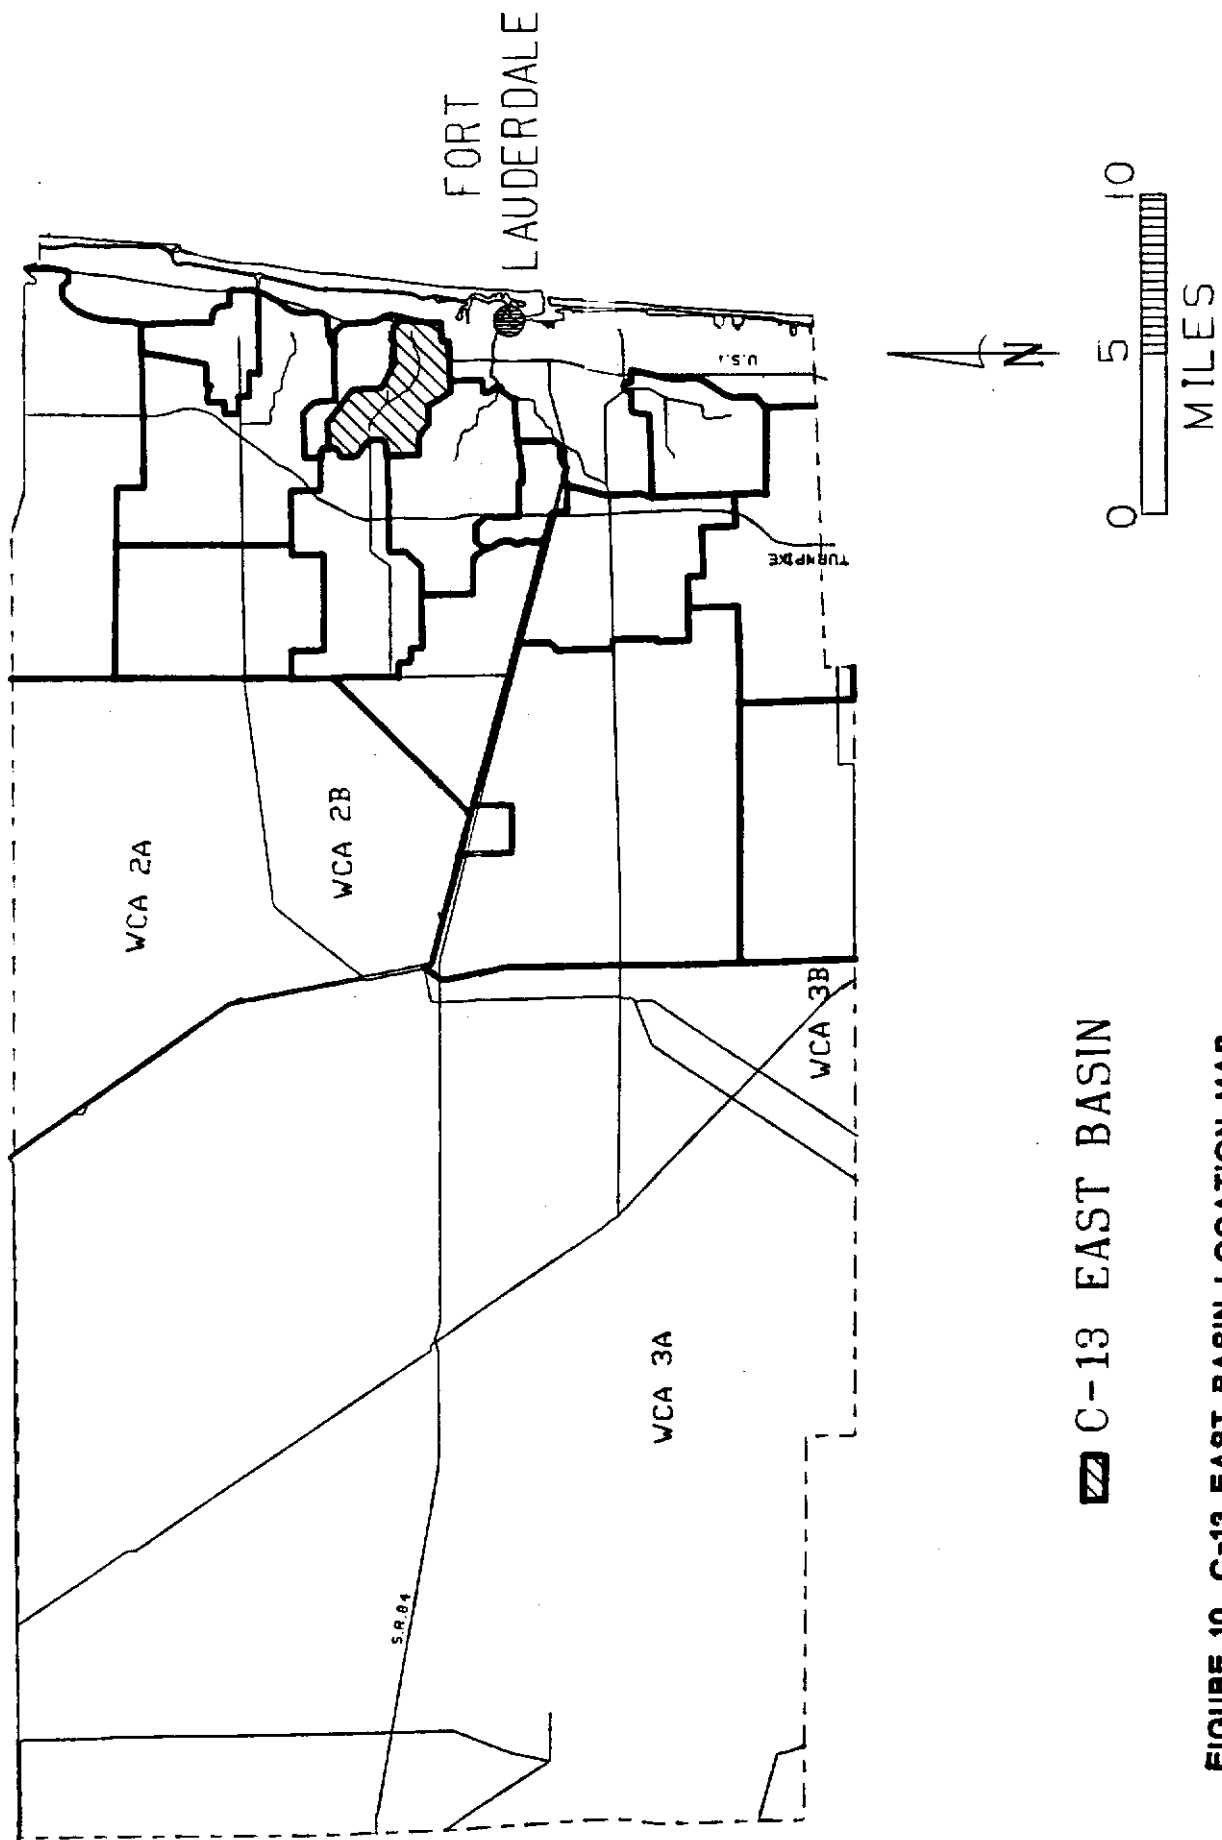 FORT
LAUDERDALE
WCA 2A
WCA 2B
U.S.1
TURNPIKE
WCA 3B
WCA 3A
S.R.84
N
0 5 10
MILES
C-13 EAST BASIN
FIGURE 10 C-13 EAST BASIN LOCATION MAP